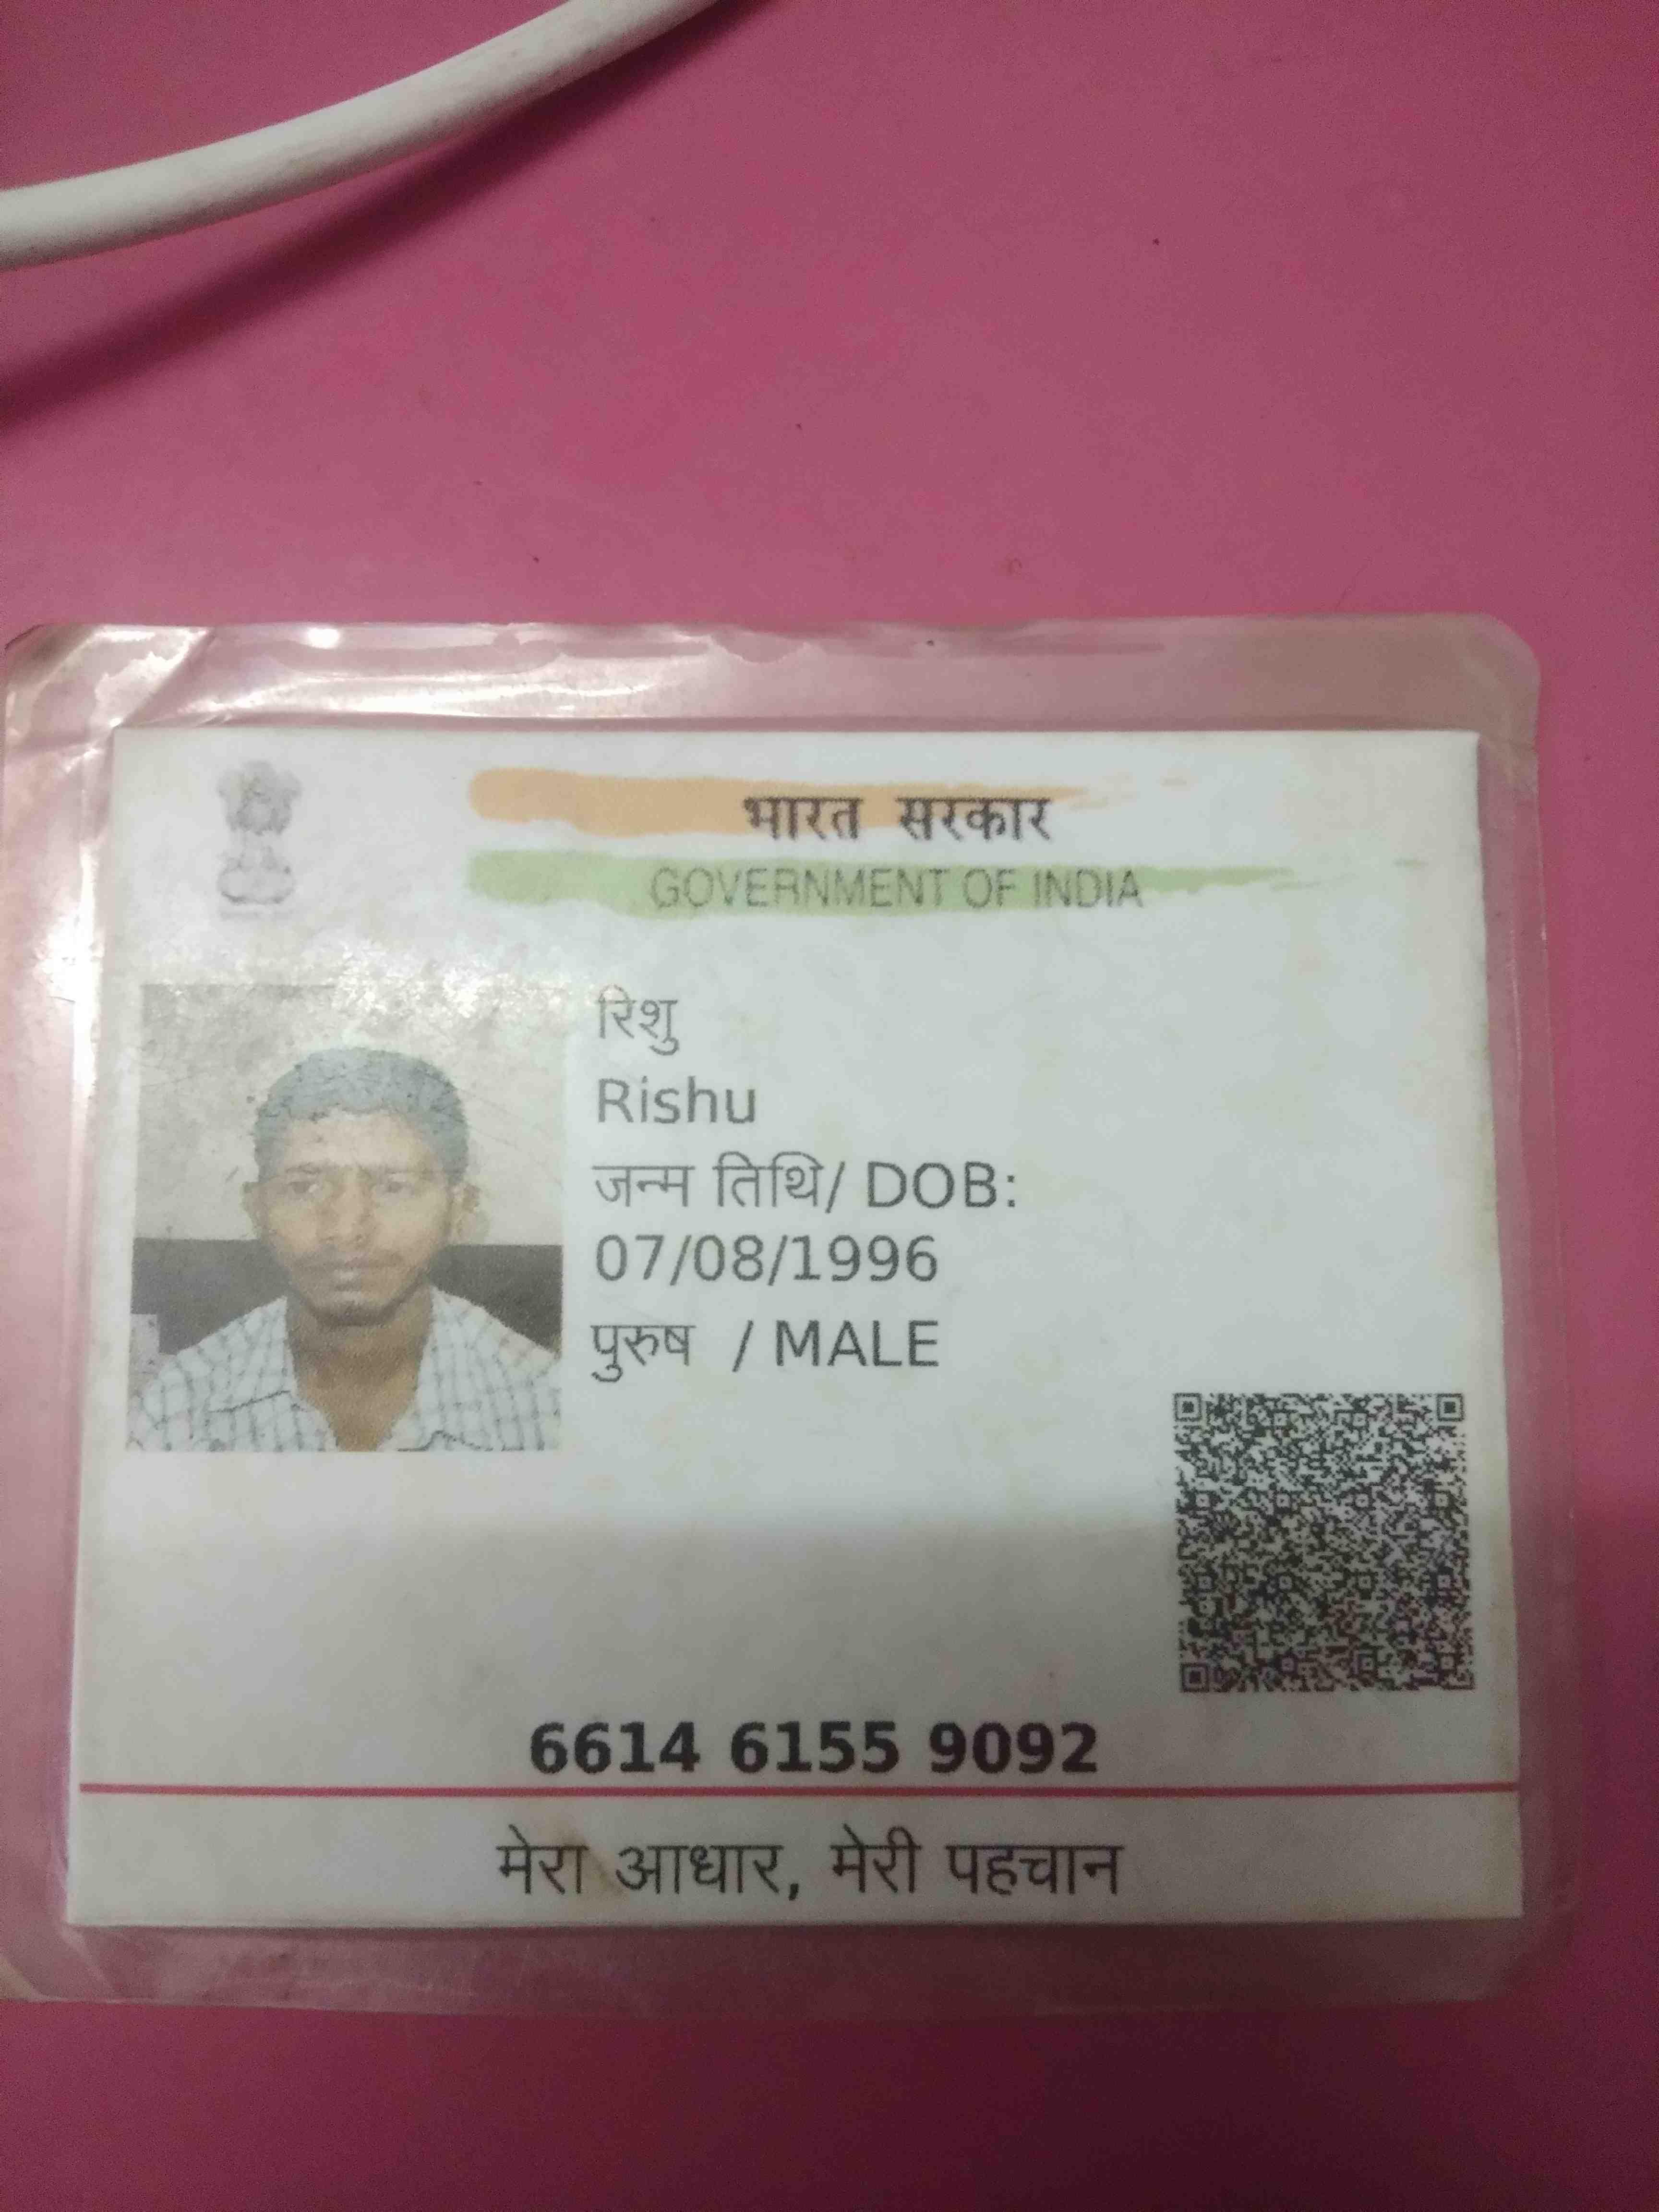 भारत सरकार
GOVERNMENT OF INDIA
रिशु
Rishu
जन्म तिथि/ DOB:
07/08/1996
पुरुष / MALE
6614 6155 9092
मेरा आधार, मेरी पहचान